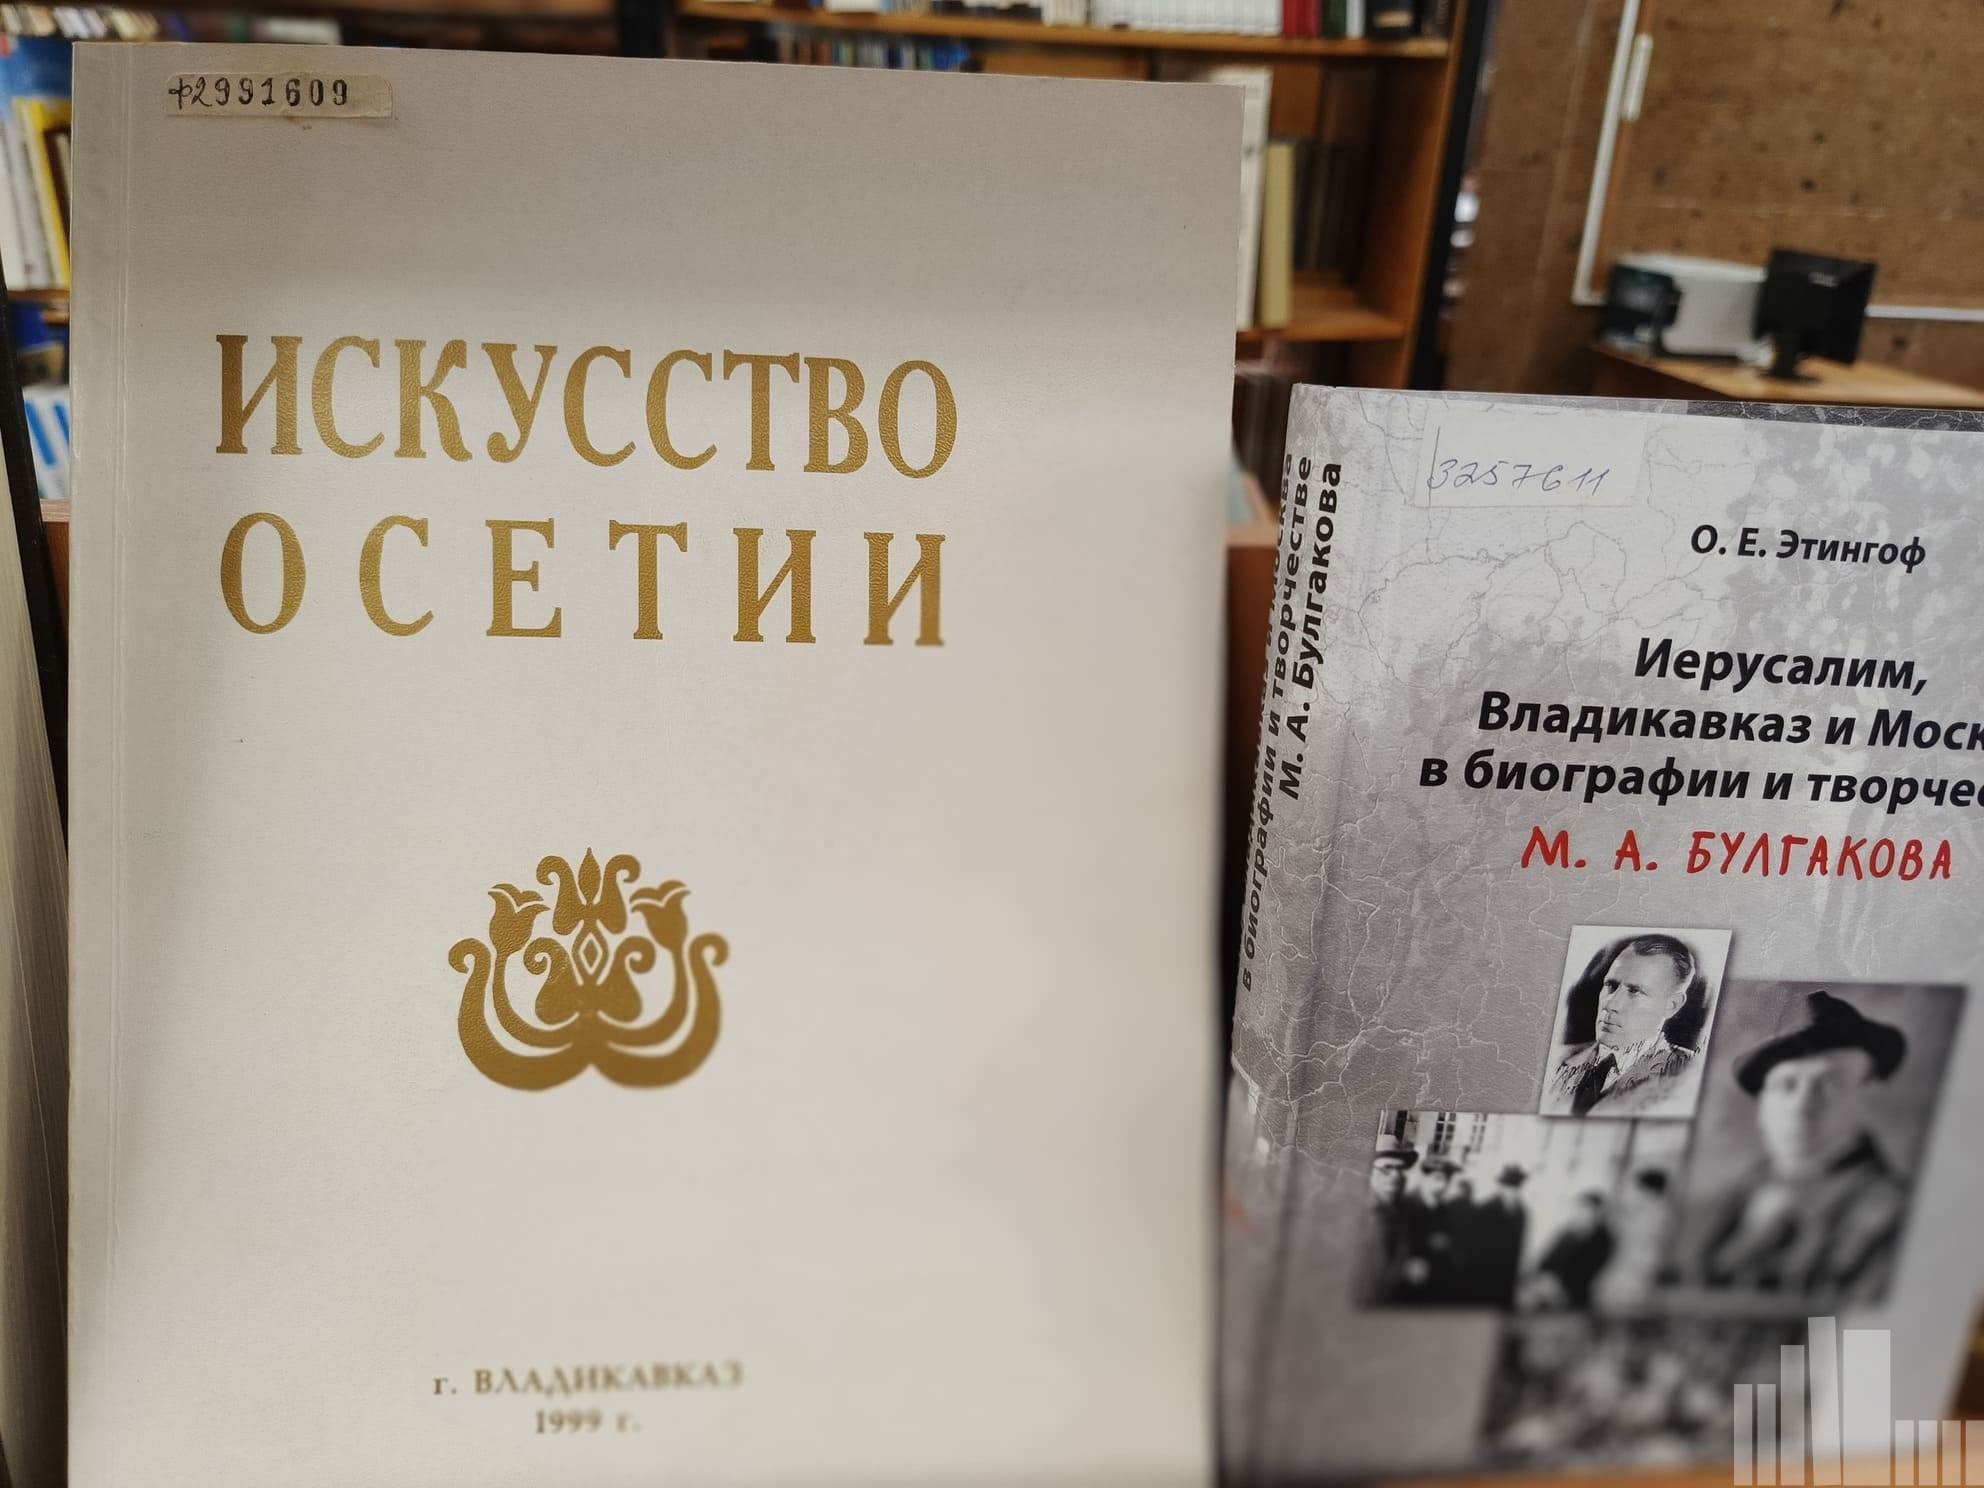 ф2991609
ИСКУССТВО
ОСЕТИИ
г. ВЛАДИКАВКАЗ
1999 г.
в биографии и творчестве
М. А. Булгакова
3257611
О. Е. Этингоф
Иерусалим,
Владикавказ и Моск
в биографии и творчес
М. А. БУЛГАКОВА